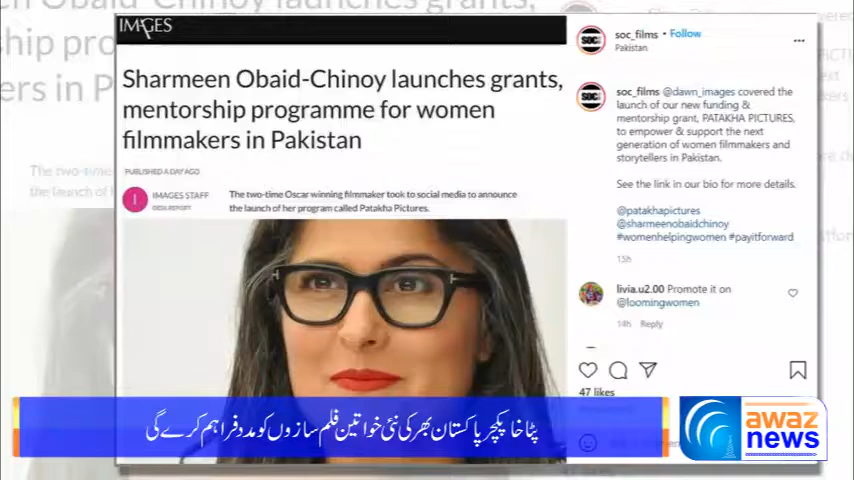 IMAGES
Sharmeen Obaid-Chinoy launches grants,
mentorship programme for women
filmmakers in Pakistan
PUBLISHED A DAY AGO
I
IMAGES STAFF
DESK REPORT
The two-time Oscar winning filmmaker took to social media to announce
the launch of her program called Patakha Pictures.
SOC
soc_films • Follow
Pakistan
SOC
soc_films @dawn_images covered the
launch of our new funding &
mentorship grant, PATAKHA PICTURES,
to empower & support the next
generation of women filmmakers and
storytellers in Pakistan.
See the link in our bio for more details.
@patakhapictures
@sharmeenobaidchinoy
#womenhelpingwomen #payitforward
15h
livia.u2.00 Promote it on
@loomingwomen
14h Reply
47 likes
پٹاخا پکچر پاکستان بھر کی نئی خواتین فلم سازوں کو مدد فراہم کرے گی
awaz
news